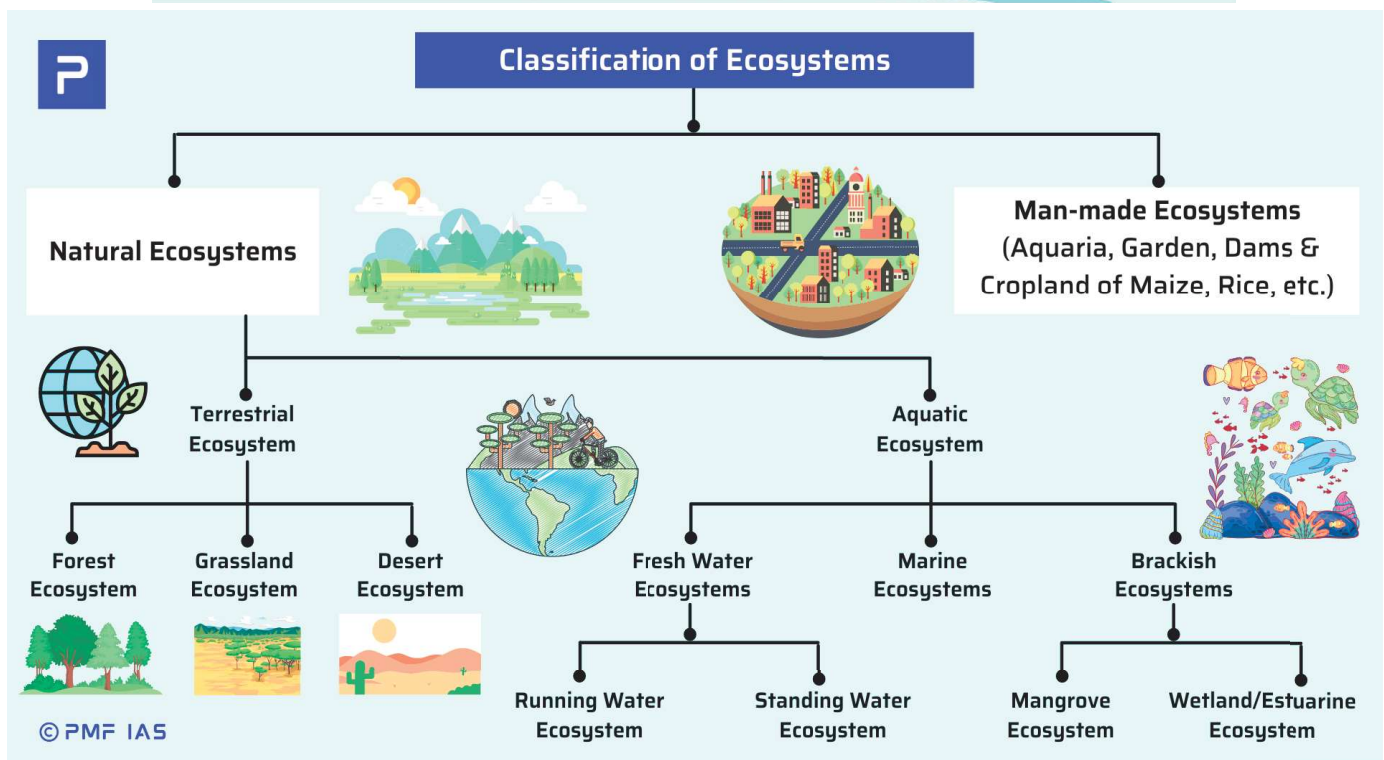 P
Classification of Ecosystems
Natural Ecosystems
Man-made Ecosystems
(Aquaria, Garden, Dams &
Cropland of Maize, Rice, etc.)
Terrestrial
Ecosystem
Aquatic
Ecosystem
Forest
Ecosystem
Grassland
Ecosystem
Desert
Ecosystem
Fresh Water
Ecosystems
Marine
Ecosystems
Brackish
Ecosystems
Running Water
Ecosystem
Standing Water
Ecosystem
Mangrove
Ecosystem
Wetland/Estuarine
Ecosystem
© PMF IAS